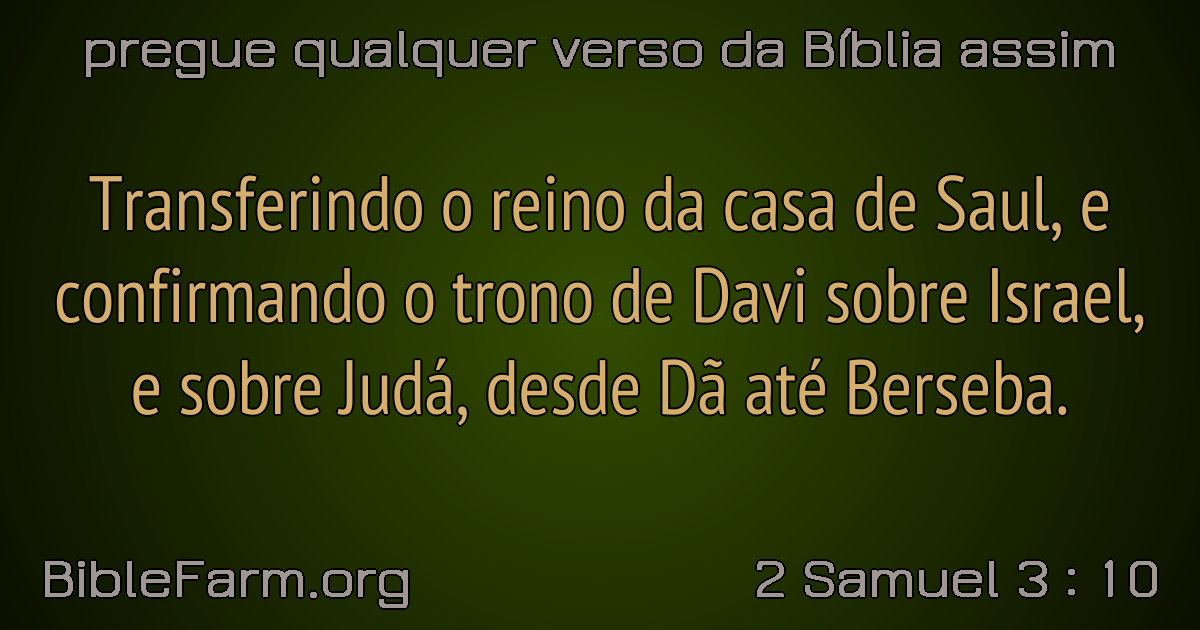 pregue qualquer verso da Bíblia assim
Transferindo o reino da casa de Saul, e
confirmando o trono de Davi sobre Israel,
e sobre Judá, desde Dã até Berseba.
BibleFarm.org
2 Samuel 3 : 10